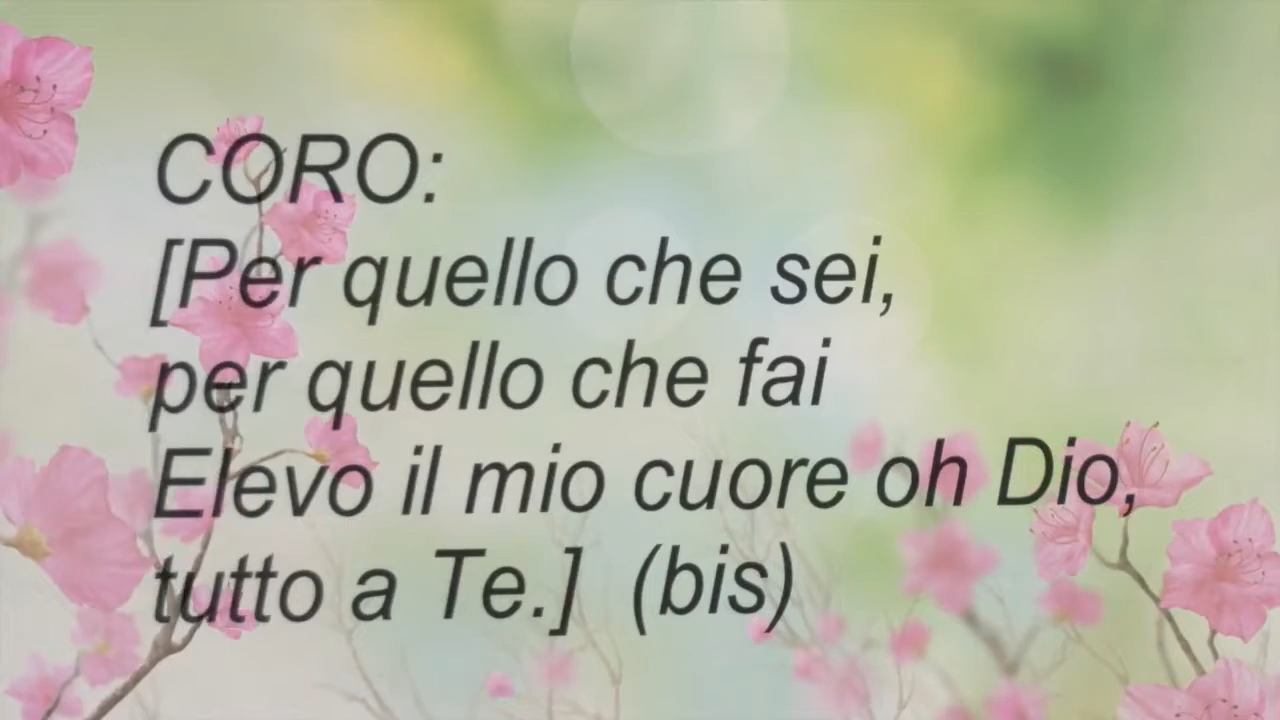 CORO:
[Per quello che sei,
per quello che fai
Elevo il mio cuore oh Dio,
tutto a Te.] (bis)